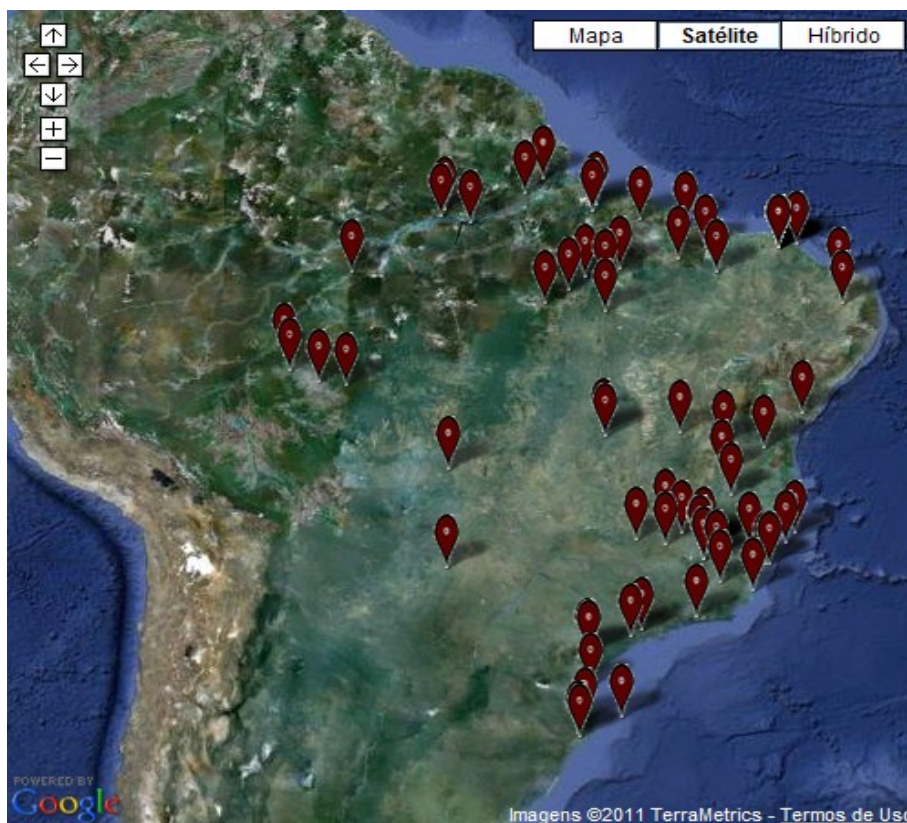 Mapa Satélite Híbrido
POWERED BY
Google
Imagens ©2011 TerraMetrics - Termos de Uso